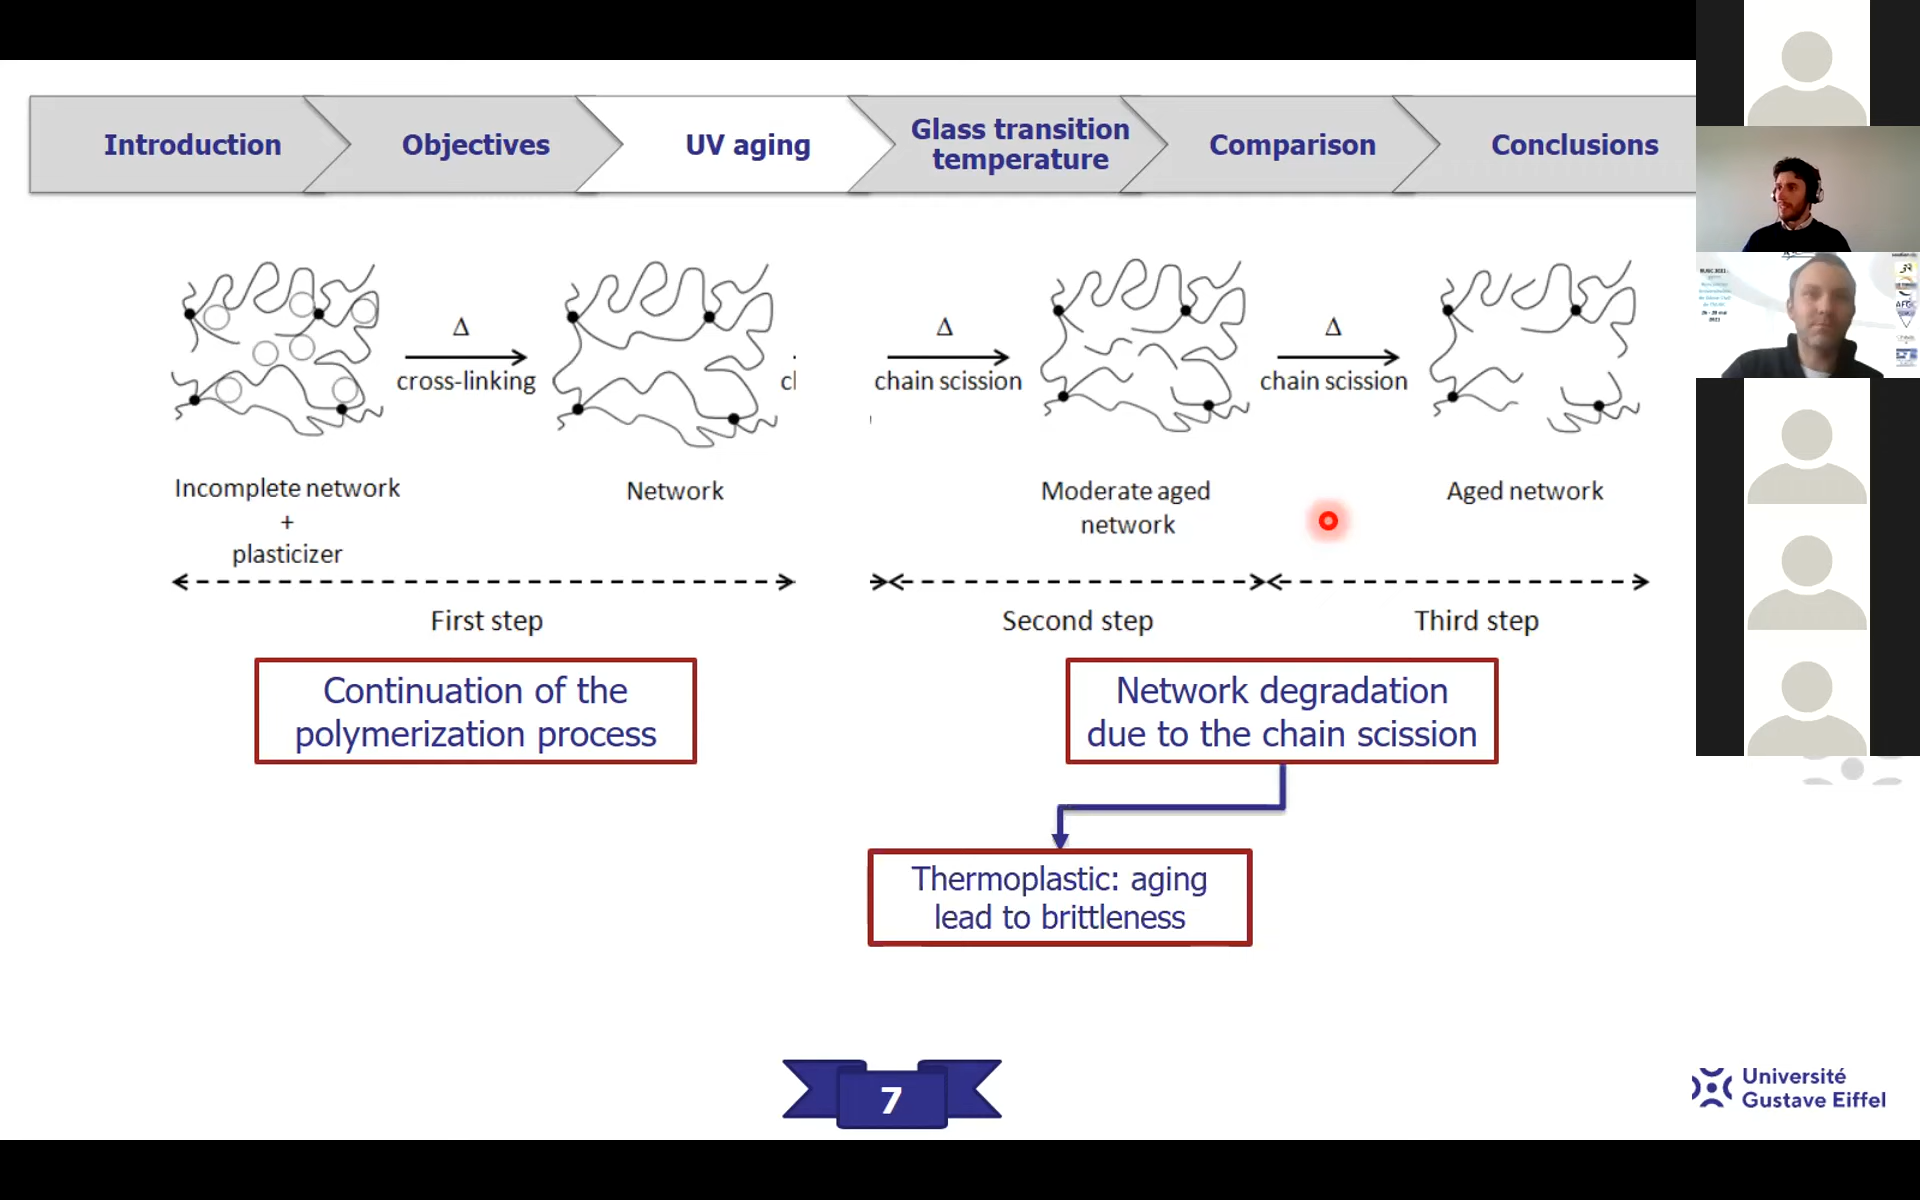 Introduction
Objectives
UV aging
Glass transition
temperature
Comparison
Conclusions
Δ
cross-linking
cl
Δ
chain scission
Δ
chain scission
Incomplete network
+
plasticizer
Network
Moderate aged
network
Aged network
First step
Second step
Third step
Continuation of the
polymerization process
Network degradation
due to the chain scission
Thermoplastic: aging
lead to brittleness
7
Université
Gustave Eiffel